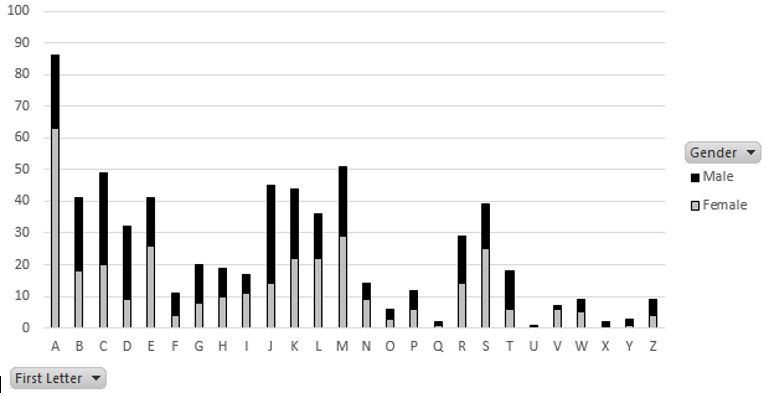 100
90
80
70
60
50
40
30
20
10
0
A B C D E F G H I J K L M N O P Q R S T U V W X Y Z
Gender
Male
Female
First Letter